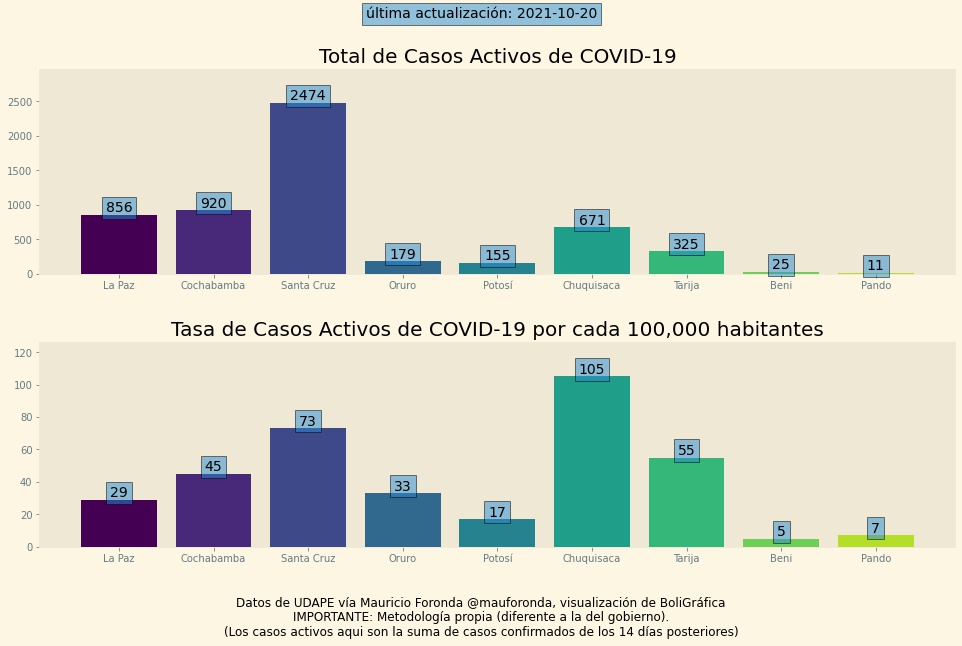 última actualización: 2021-10-20
Total de Casos Activos de COVID-19
2500
2000
1500
1000
500
0
856
920
2474
179
155
671
325
25
11
La Paz
Cochabamba
Santa Cruz
Oruro
Potosí
Chuquisaca
Tarija
Beni
Pando
Tasa de Casos Activos de COVID-19 por cada 100,000 habitantes
120
100
80
60
40
20
0
29
45
73
33
17
105
55
5
7
La Paz
Cochabamba
Santa Cruz
Oruro
Potosí
Chuquisaca
Tarija
Beni
Pando
Datos de UDAPE vía Mauricio Foronda @mauforonda, visualización de BoliGráfica
IMPORTANTE: Metodología propia (diferente a la del gobierno).
(Los casos activos aqui son la suma de casos confirmados de los 14 días posteriores)